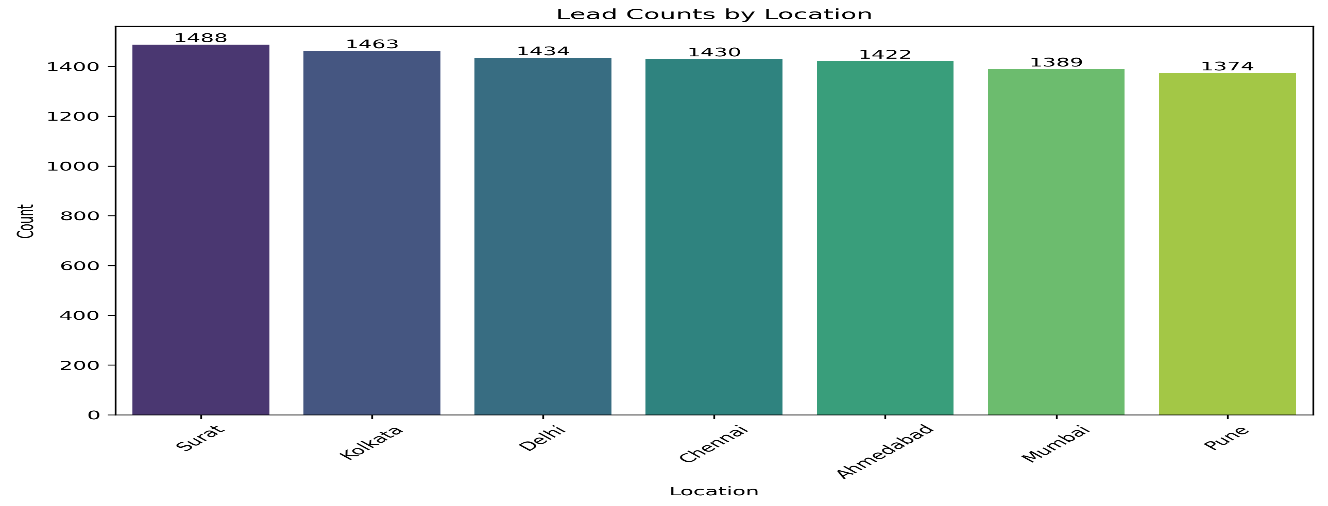 Lead Counts by Location
1488
1463
1434
1430
1422
1389
1374
1400
1200
1000
800
600
400
200
0
Count
Surat
Kolkata
Delhi
Chennai
Ahmedabad
Mumbai
Pune
Location